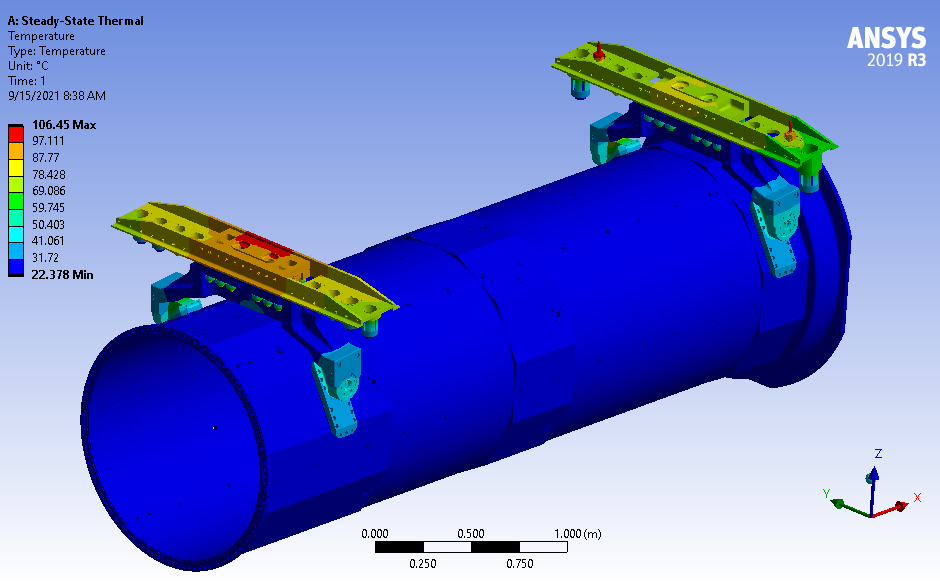 A: Steady-State Thermal
Temperature
Type: Temperature
Unit: °C
Time: 1
9/15/2021 8:38 AM
106.45 Max
97.111
87.77
78.428
69.086
59.745
50.403
41.061
31.72
22.378 Min
ANSYS
2019 R3
Z
Y
X
0.000
0.500
1.000 (m)
0.250
0.750